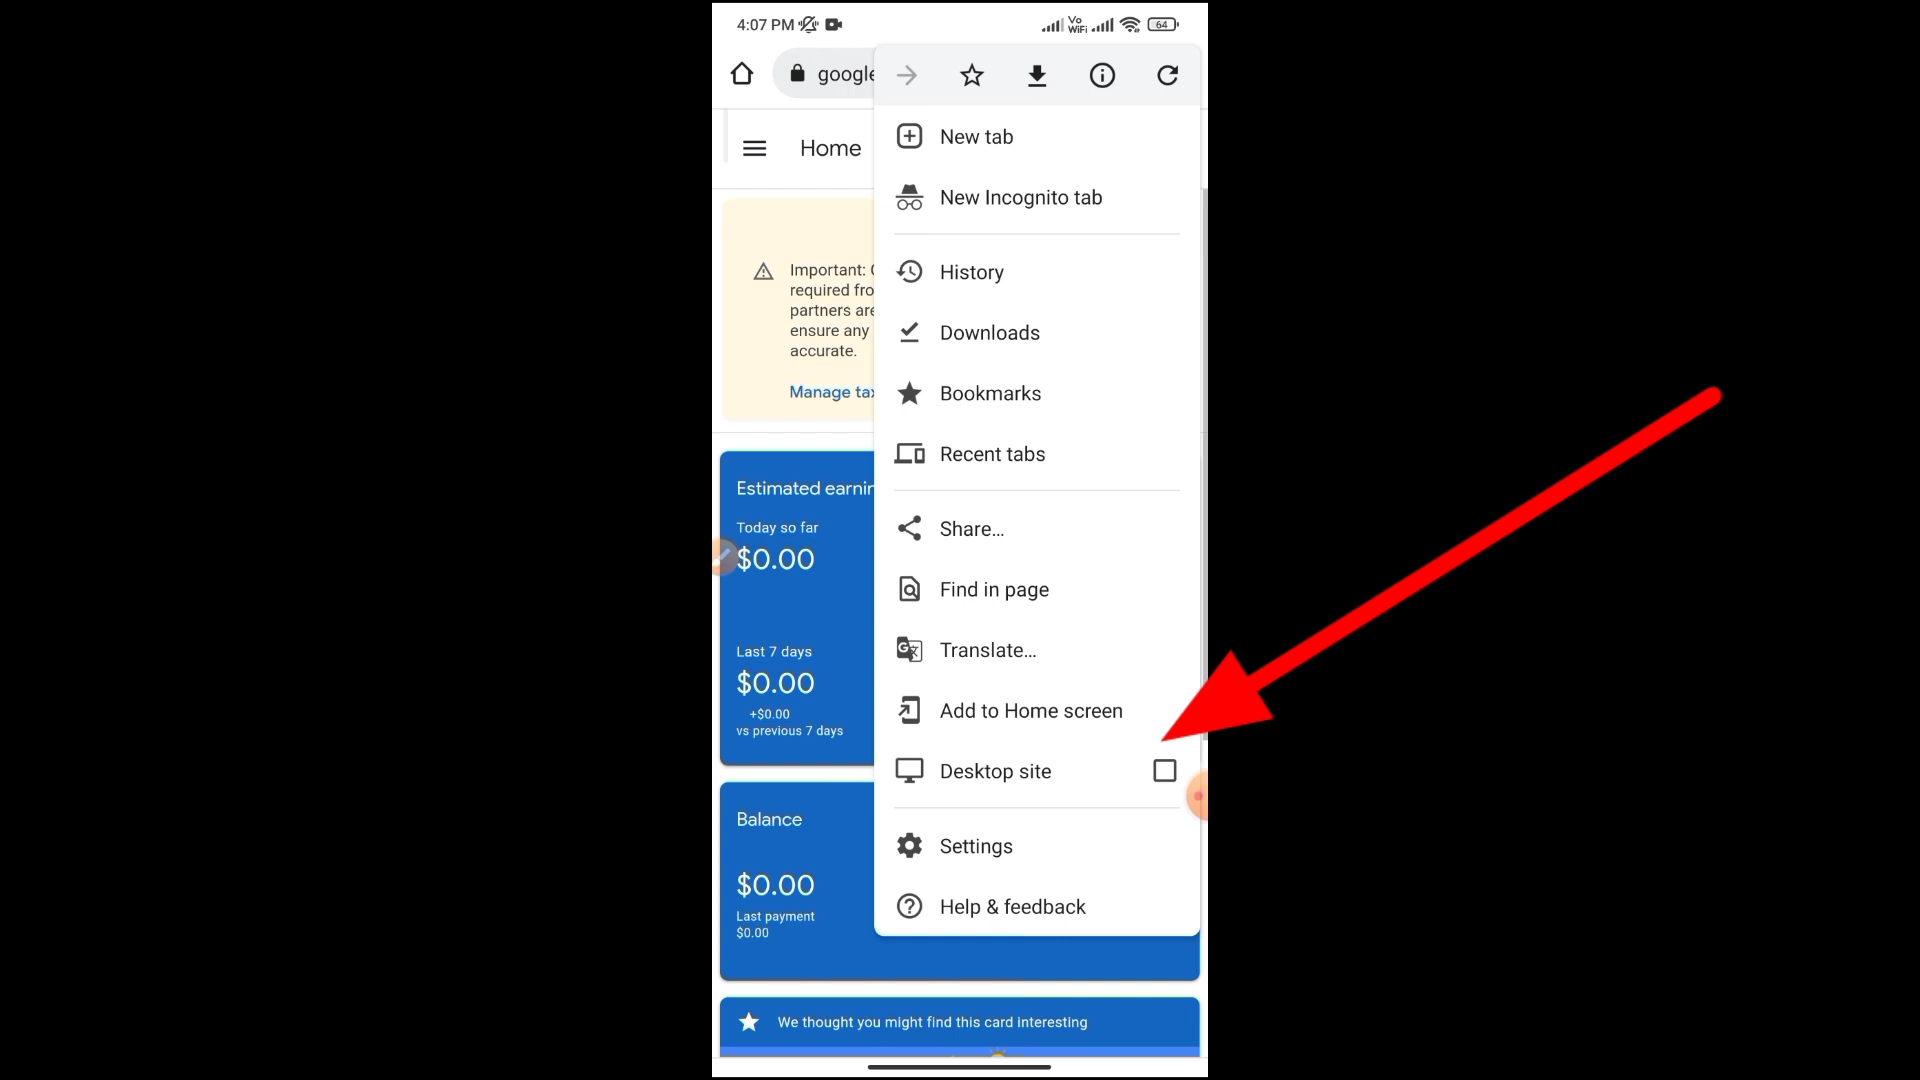 4:07 PM
Vo
WiFi
64
google
Home
New tab
New Incognito tab
History
Downloads
Bookmarks
Recent tabs
Share...
Find in page
Translate...
Add to Home screen
Desktop site
Settings
Help & feedback
Important:
required fro
partners are
ensure any
accurate.
Manage tax
Estimated earnin
Today so far
$0.00
Last 7 days
$0.00
+$0.00
vs previous 7 days
Balance
$0.00
Last payment
$0.00
We thought you might find this card interesting